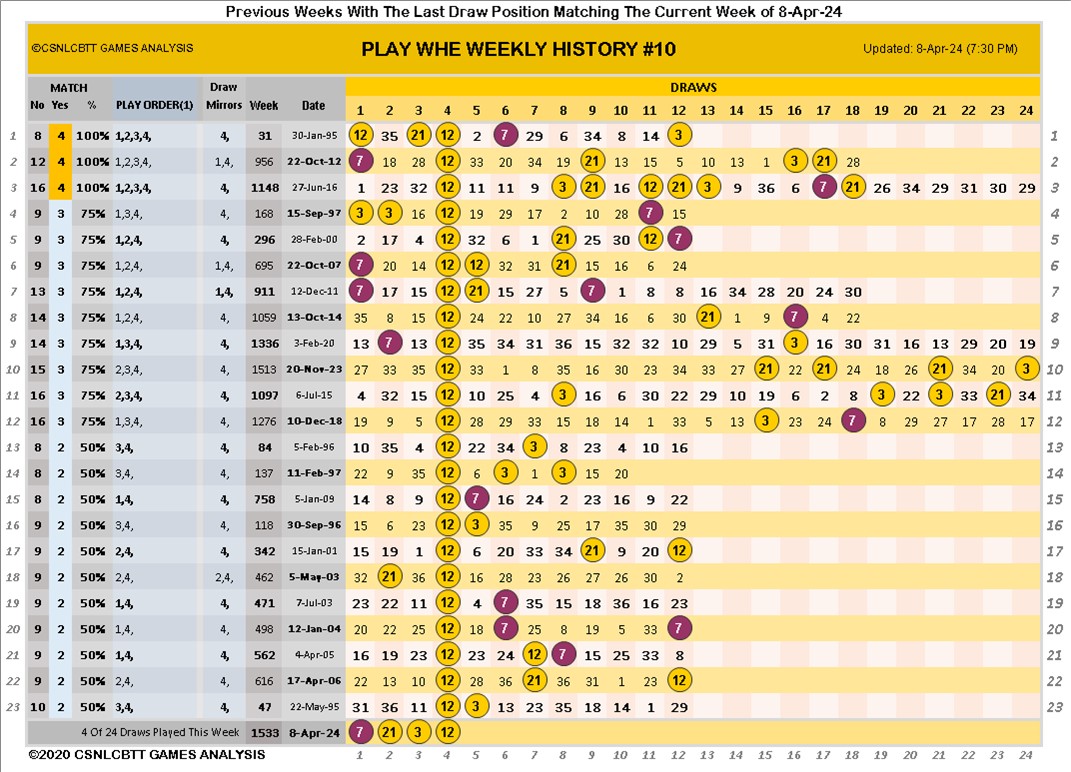 Previous Weeks With The Last Draw Position Matching The Current Week of 8-Apr-24
©CSNLCBTT GAMES ANALYSIS PLAY WHE WEEKLY HISTORY #10 Updated: 8-Apr-24 (7:30 PM)
MATCH Draw DRAWS
No Yes % PLAY ORDER(1) Mirrors Week Date 1 2 3 4 5 6 7 8 9 10 11 12 13 14 15 16 17 18 19 20 21 22 23 24
1 8 4 100% 1,2,3,4, 4, 31 30-Jan-95 12 35 21 12 2 7 29 6 34 8 14 3 1
2 12 4 100% 1,2,3,4, 1,4, 956 22-Oct-12 7 18 28 12 33 20 34 19 21 13 15 5 10 13 1 3 17 28 2
3 16 4 100% 1,2,3,4, 4, 1148 27-Jun-16 1 23 32 12 11 11 9 3 21 16 12 21 3 9 36 6 7 21 26 34 29 31 30 29 3
4 9 3 75% 1,3,4, 4, 168 15-Sep-97 3 3 16 12 19 29 17 2 10 28 7 15 4
5 9 3 75% 1,2,4, 4, 296 28-Feb-00 2 17 4 12 32 6 1 21 25 30 12 7 5
6 9 3 75% 1,2,4, 1,4, 695 22-Oct-07 7 20 14 12 12 32 31 21 15 16 6 24 6
7 13 3 75% 1,2,4, 1,4, 911 12-Dec-11 7 17 15 12 21 15 27 5 7 1 8 8 16 34 28 20 24 30 7
8 14 3 75% 1,2,4, 4, 1059 13-Oct-14 35 8 15 12 24 22 10 27 34 16 6 30 21 1 9 7 4 22 8
9 14 3 75% 1,3,4, 4, 1336 3-Feb-20 13 7 13 12 35 34 31 36 15 32 32 10 29 5 31 3 16 30 31 16 13 29 20 19 9
10 15 3 75% 2,3,4, 4, 1513 20-Nov-23 27 33 35 12 33 1 8 35 16 30 23 34 33 27 21 17 21 24 18 26 21 34 20 3 10
11 16 3 75% 2,3,4, 4, 1097 6-Jul-15 4 32 15 12 10 25 4 3 16 6 30 22 29 10 19 6 2 8 3 22 3 33 21 34 11
12 16 3 75% 1,3,4, 4, 1276 10-Dec-18 19 9 5 12 28 29 33 15 18 14 1 33 5 13 3 23 24 7 8 29 27 17 28 17 12
13 8 2 50% 3,4, 4, 84 5-Feb-96 10 35 4 12 22 34 3 8 23 4 10 16 13
14 8 2 50% 3,4, 4, 137 11-Feb-97 22 9 35 12 6 3 1 3 15 20 14
15 8 2 50% 1,4, 4, 758 5-Jan-09 14 8 9 12 7 16 24 2 23 16 9 22 15
16 9 2 50% 3,4, 4, 118 30-Sep-96 15 6 23 12 3 35 9 25 17 35 30 29 16
17 9 2 50% 2,4, 4, 342 15-Jan-01 15 19 1 12 6 20 33 34 21 9 20 12 17
18 9 2 50% 2,4, 2,4, 462 5-May-03 32 21 36 12 16 28 23 26 27 26 30 2 18
19 9 2 50% 1,4, 4, 471 7-Jul-03 23 22 11 12 4 7 35 15 18 36 16 23 19
20 9 2 50% 1,4, 4, 498 12-Jan-04 20 22 25 12 18 7 25 8 19 5 33 7 20
21 9 2 50% 1,4, 4, 562 4-Apr-05 16 19 23 12 23 24 12 7 15 25 33 8 21
22 9 2 50% 2,4, 4, 616 17-Apr-06 22 13 10 12 28 36 21 36 31 1 23 12 22
23 10 2 50% 3,4, 4, 47 22-May-95 31 36 11 12 3 13 23 35 18 14 1 29 23
4 Of 24 Draws Played This Week 1533 8-Apr-24 7 21 3 12
©2020 CSNLCBTT GAMES ANALYSIS 1 2 3 4 5 6 7 8 9 10 11 12 13 14 15 16 17 18 19 20 21 22 23 24